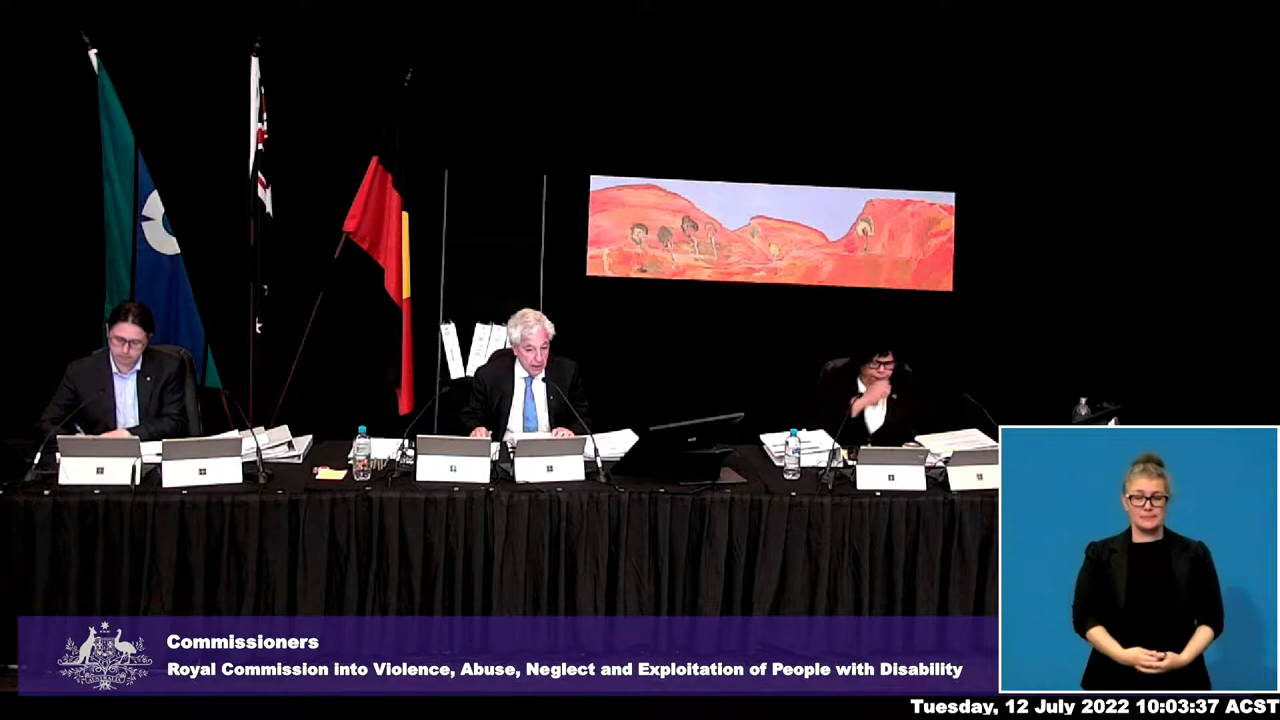 Commissioners
Royal Commission into Violence, Abuse, Neglect and Exploitation of People with Disability
Tuesday, 12 July 2022 10:03:37 ACST